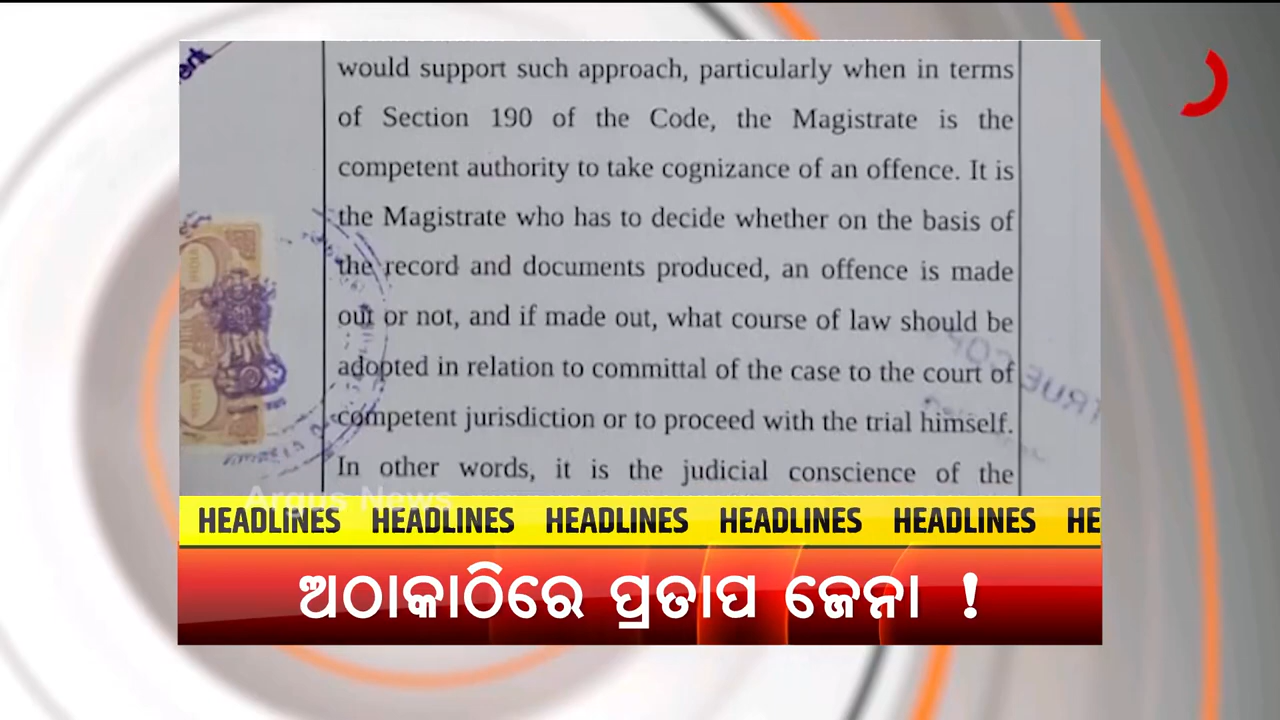 would support such approach, particularly when in terms
of Section 190 of the Code, the Magistrate is the
competent authority to take cognizance of an offence. It is
the Magistrate who has to decide whether on the basis of
the record and documents produced, an offence is made
out or not, and if made out, what course of law should be
adopted in relation to committal of the case to the court of
competent jurisdiction or to proceed with the trial himself.
In other words, it is the judicial conscience of the
Argus News
HEADLINES HEADLINES HEADLINES HEADLINES HEADLINES HE
ଅଠାକାଠିରେ ପ୍ରତାପ ଜେନା !